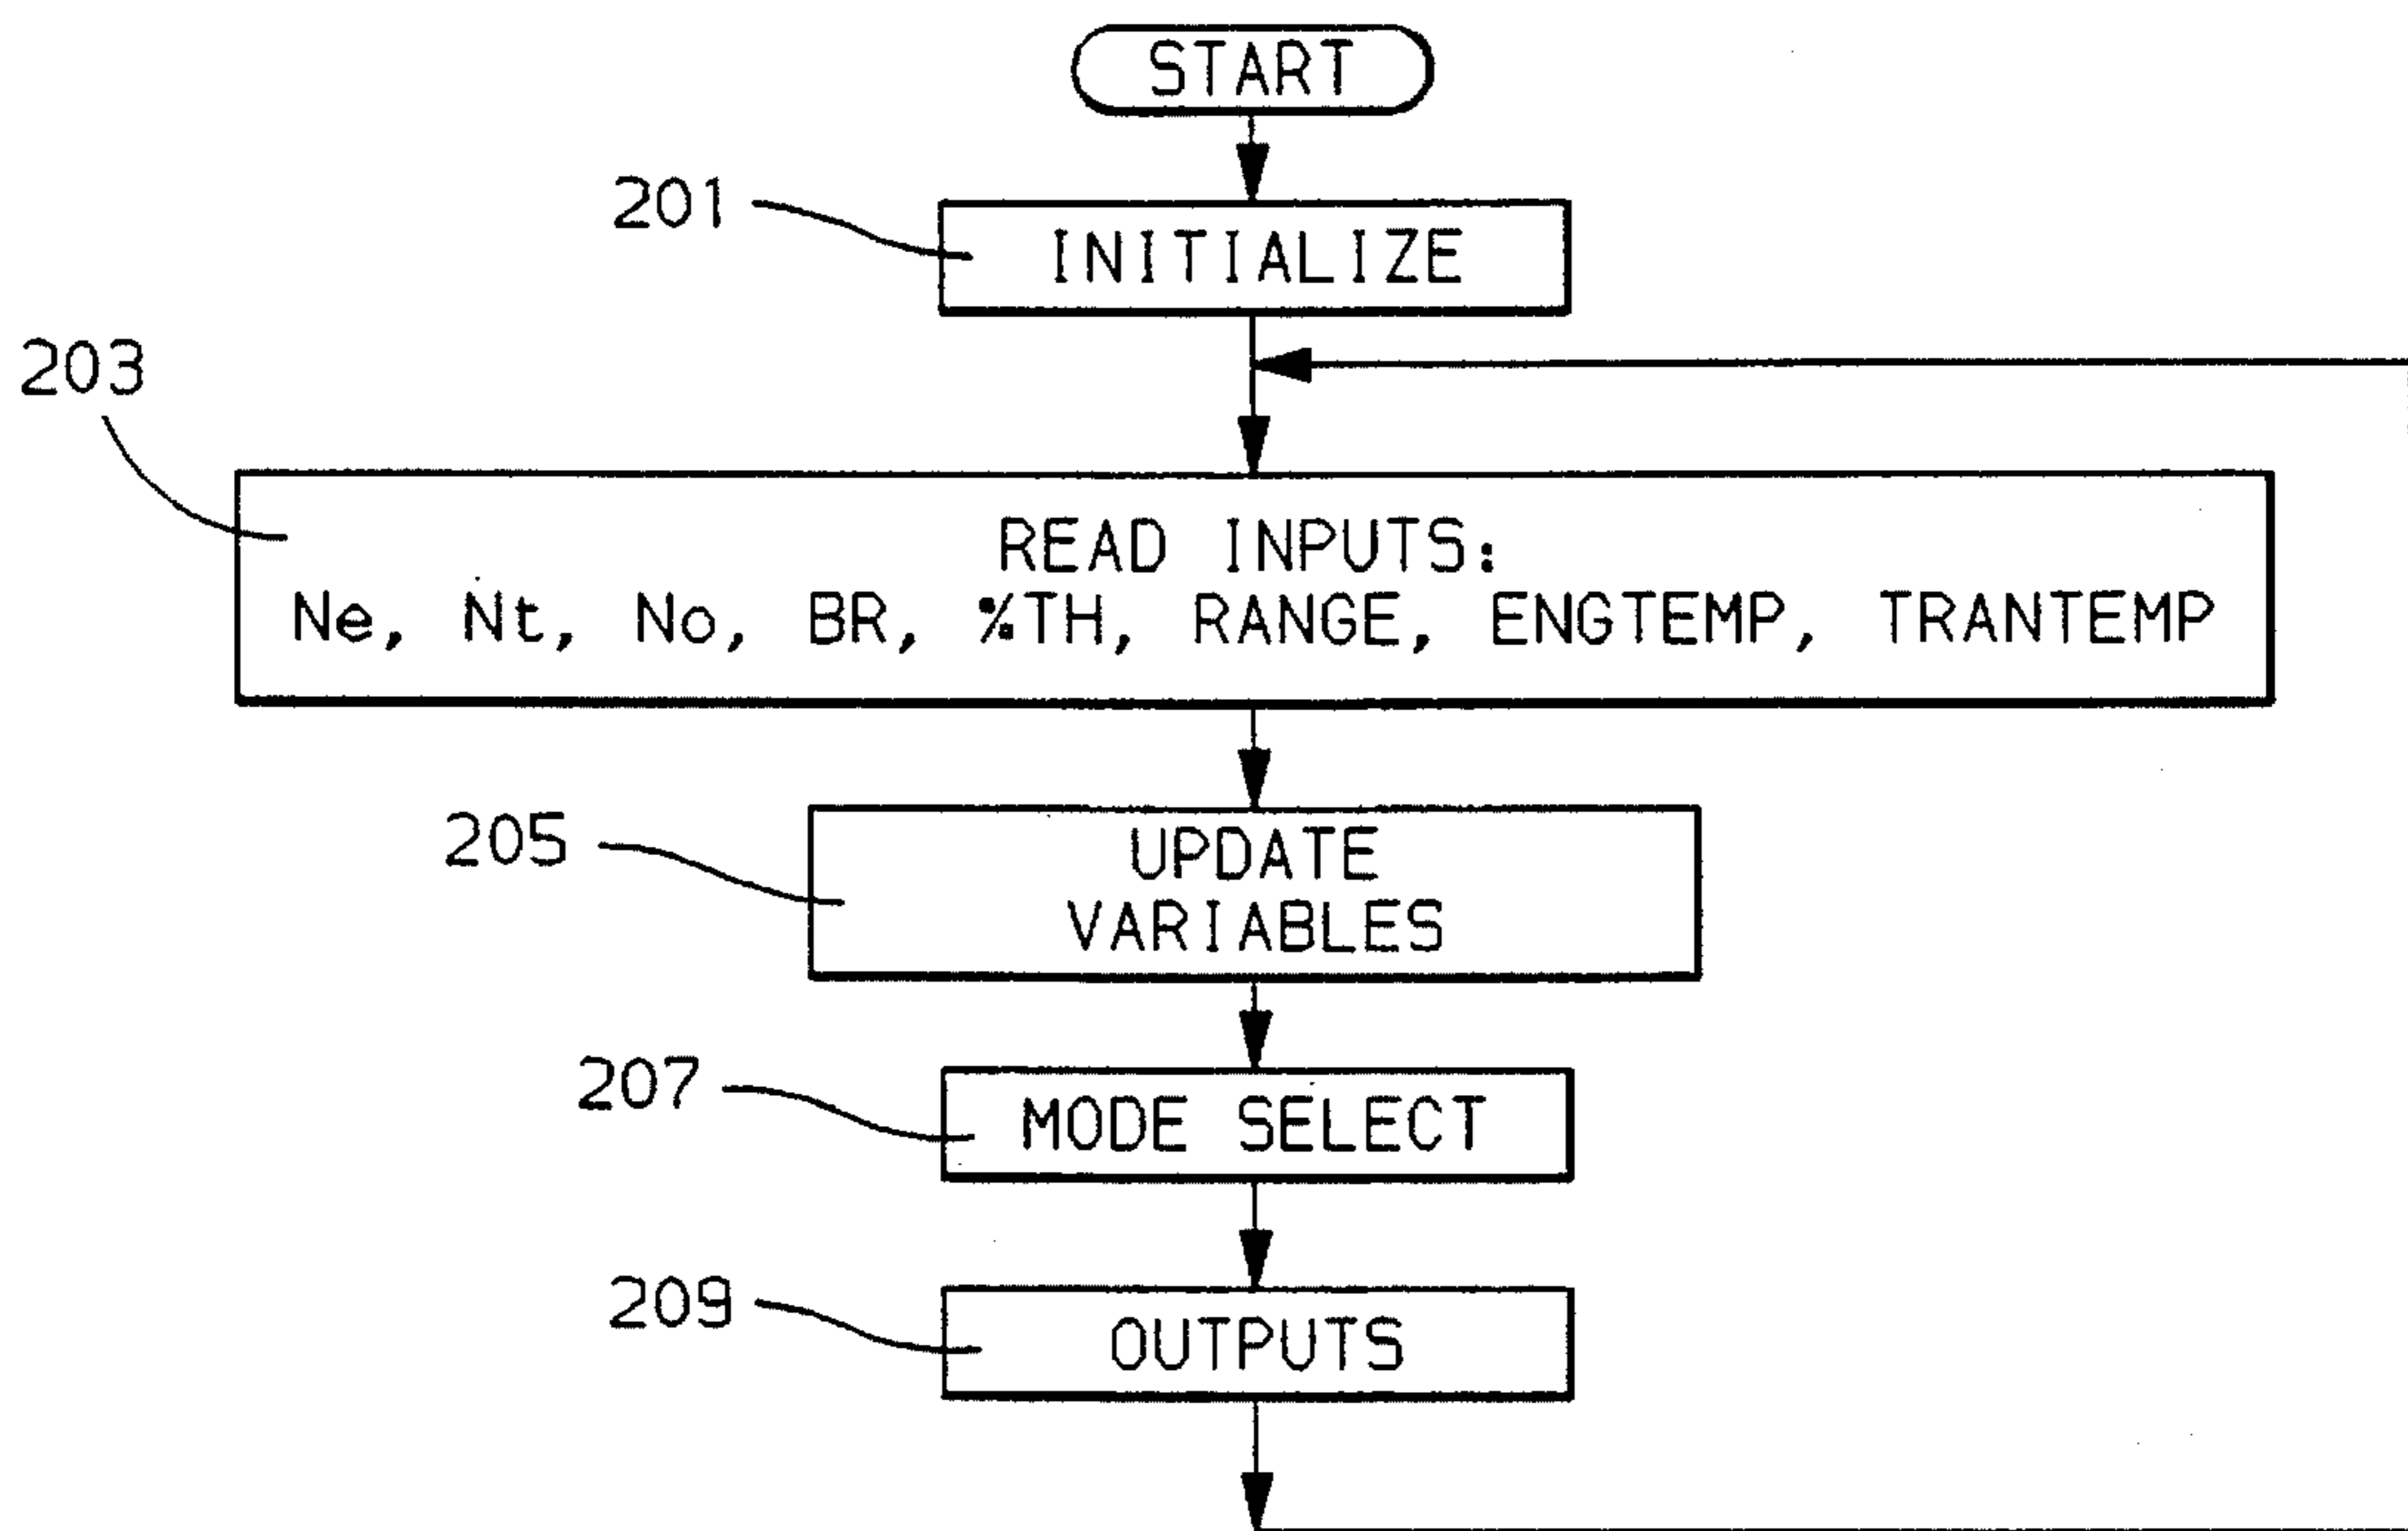 START
201
INITIALIZE
203
READ INPUTS:
Ne, Nt, No, BR, %TH, RANGE, ENGTEMP, TRANTEMP
205
UPDATE
VARIABLES
207
MODE SELECT
209
OUTPUTS